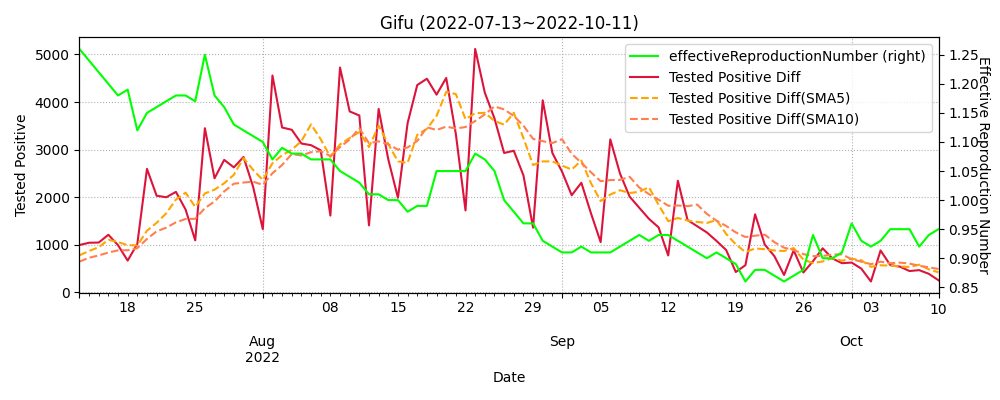 Gifu (2022-07-13~2022-10-11)
effectiveReproductionNumber (right)
Tested Positive Diff
Tested Positive Diff(SMA5)
Tested Positive Diff(SMA10)
Tested Positive
5000
4000
3000
2000
1000
0
Effective Reproduction Number
1.25
1.20
1.15
1.10
1.05
1.00
0.95
0.90
0.85
18 25 08 15 22 29 05 12 19 26 03 10
Aug Sep Oct
2022
Date